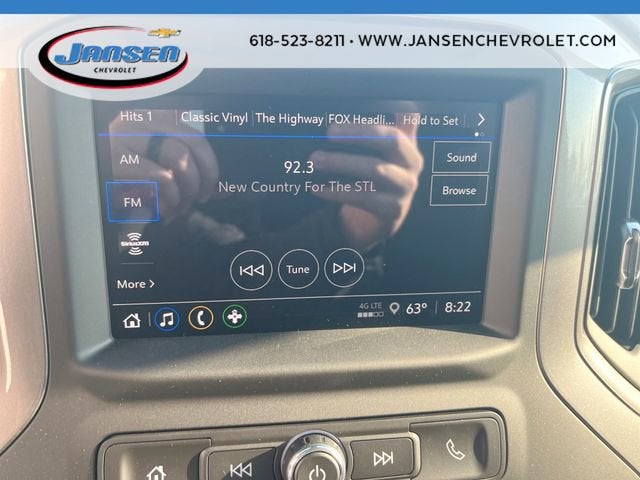 JANSEN
CHEVROLET
618-523-8211 • WWW.JANSENCHEVROLET.COM
Hits 1 Classic Vinyl The Highway FOX Headli... Hold to Set
AM
92.3
Sound
New Country For The STL
Browse
FM
SiriusXM
Tune
More
4G LTE
63° 8:22